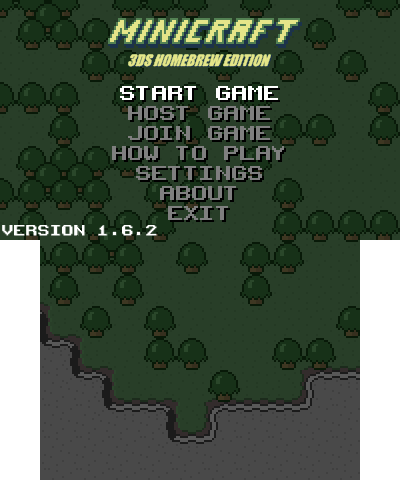 MINICRAFT
3DS HOMEBREW EDITION
START GAME
HOST GAME
JOIN GAME
HOW TO PLAY
SETTINGS
ABOUT
EXIT
VERSION 1.6.2